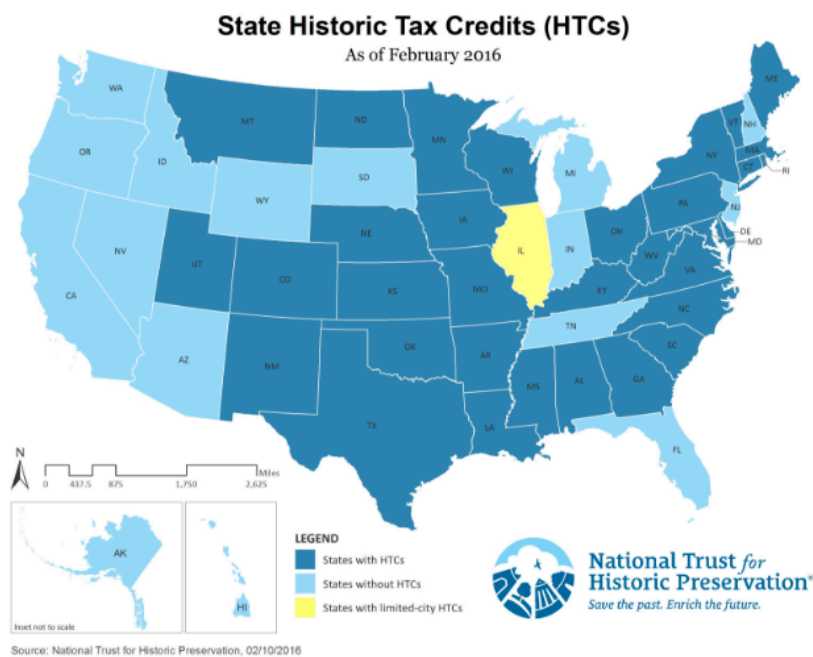 State Historic Tax Credits (HTCs)
As of February 2016
WA
OR
ID
MT
ND
MN
WI
MI
ME
VT
NH
MA
CT
RI
NY
SD
WY
CA
NV
UT
CO
NE
IA
IL
IN
OH
PA
NJ
DE
MD
WV
VA
KS
MO
KY
NC
TN
SC
AZ
NM
OK
AR
TX
LA
MS
AL
GA
FL
N
Miles
0 437.5 875 1,750 2,625
AK
HI
Inset not to scale
LEGEND
States with HTCs
States without HTCs
States with limited-city HTCs
National Trust for
Historic Preservation®
Save the past. Enrich the future.
Source: National Trust for Historic Preservation, 02/10/2016